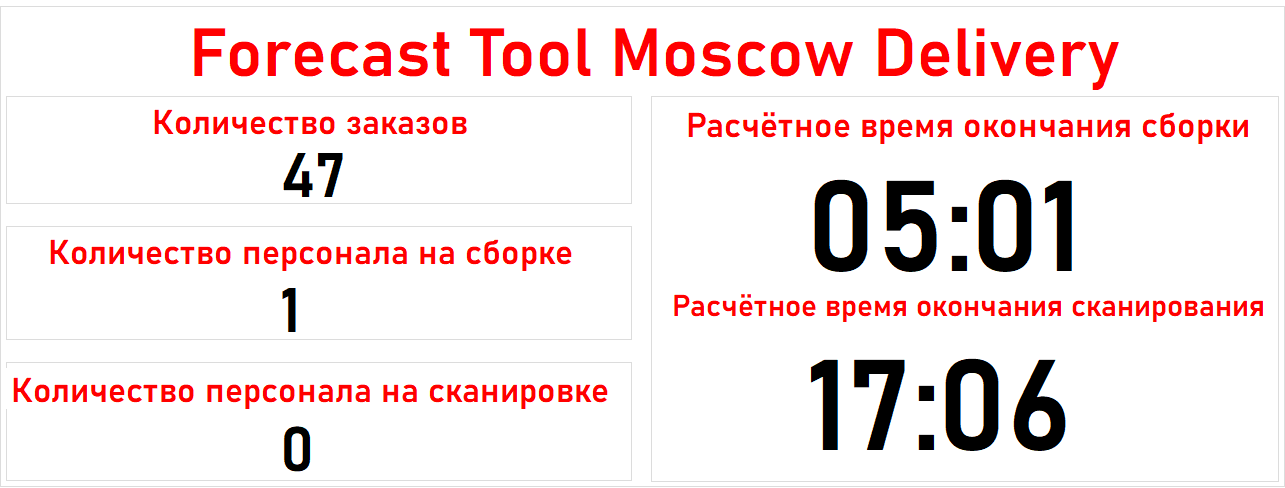 Forecast Tool Moscow Delivery
Количество заказов
47
Количество персонала на сборке
1
Количество персонала на сканировке
0
Расчётное время окончания сборки
05:01
Расчётное время окончания сканирования
17:06